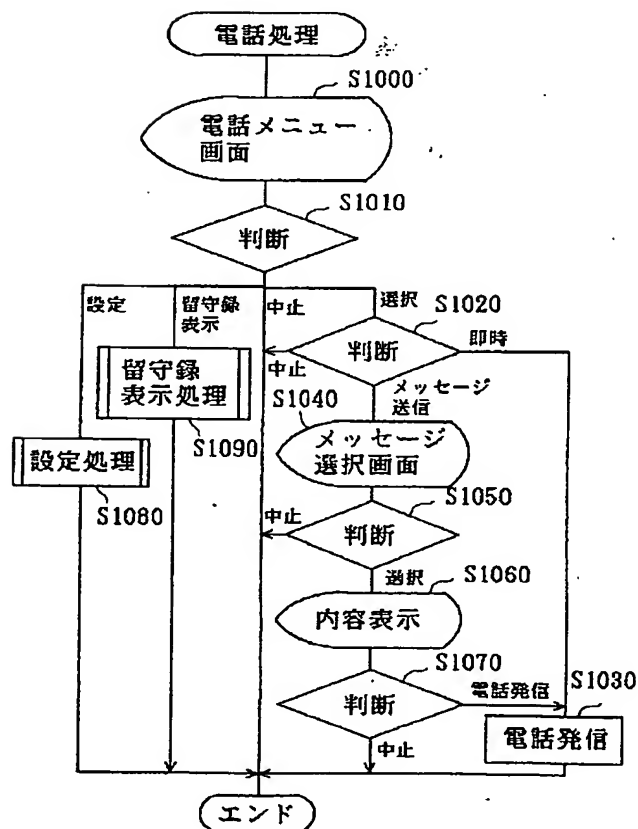 電話処理
S1000
電話メニュー
画面
S1010
判断
設定
留守録
表示
中止
選択
S1020
判断
即時
中止
メッセージ
送信
留守録
表示処理
S1090
S1040
メッセージ
選択画面
設定処理
S1080
S1050
中止
判断
選択
S1060
内容表示
S1070
判断
電話発信
S1030
電話発信
中止
エンド